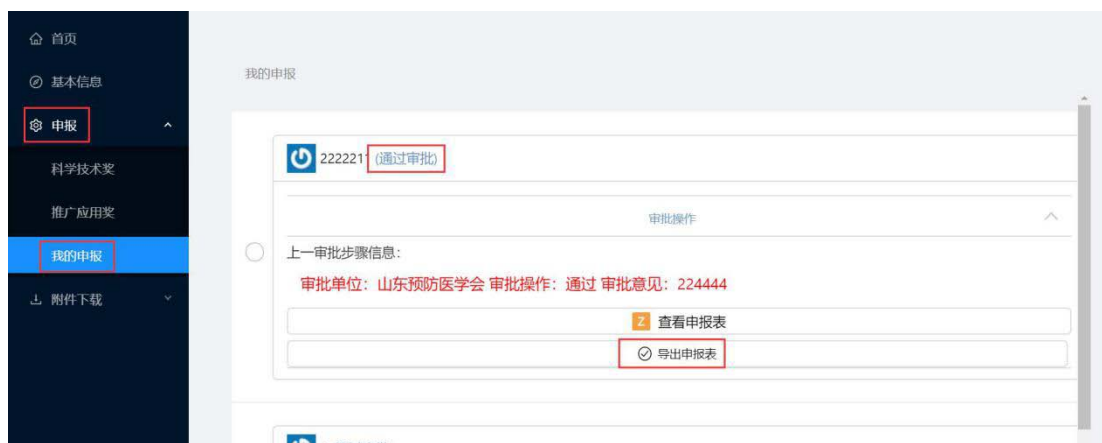 首页
基本信息
申报
科学技术奖
推广应用奖
我的申报
附件下载
我的申报
222221 (通过审批)
审批操作
上一审批步骤信息:
审批单位: 山东预防医学会 审批操作: 通过 审批意见: 224444
Z 查看申报表
导出申报表